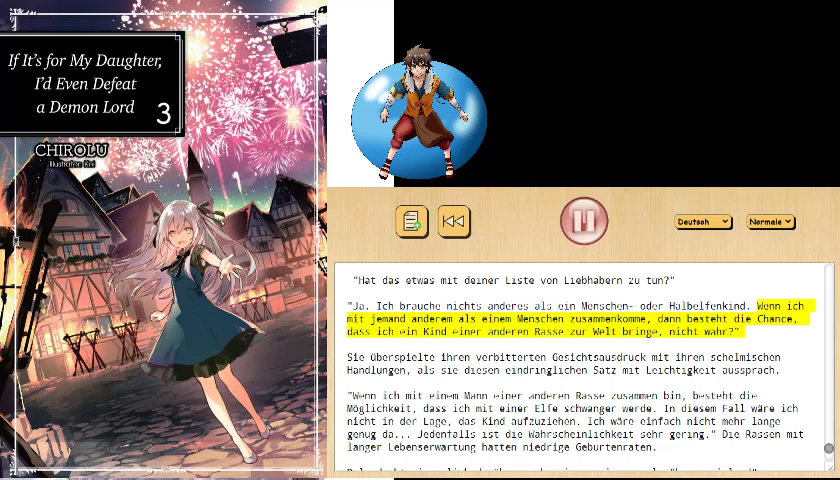 If It's for My Daughter,
I'd Even Defeat
a Demon Lord
3
CHIROLU
Illustrator: Kei
Deutsch
Normale
"Hat das etwas mit deiner Liste von Liebhabern zu tun?"
"Ja. Ich brauche nichts anderes als ein Menschen- oder Halbelfenkind. Wenn ich
mit jemand anderem als einem Menschen zusammenkomme, dann besteht die Chance,
dass ich ein Kind einer anderen Rasse zur Welt bringe, nicht wahr?"
Sie überspielte ihren verbitterten Gesichtsausdruck mit ihren schelmischen
Handlungen, als sie diesen eindringlichen Satz mit Leichtigkeit aussprach.
"Wenn ich mit einem Mann einer anderen Rasse zusammen bin, besteht die
Möglichkeit, dass ich mit einer Elfe schwanger werde. In diesem Fall wäre ich
nicht in der Lage, das Kind aufzuziehen. Ich wäre einfach nicht mehr lange
genug da... Jedenfalls ist die Wahrscheinlichkeit sehr gering." Die Rassen mit
langer Lebenserwartung hatten niedrige Geburtenraten.